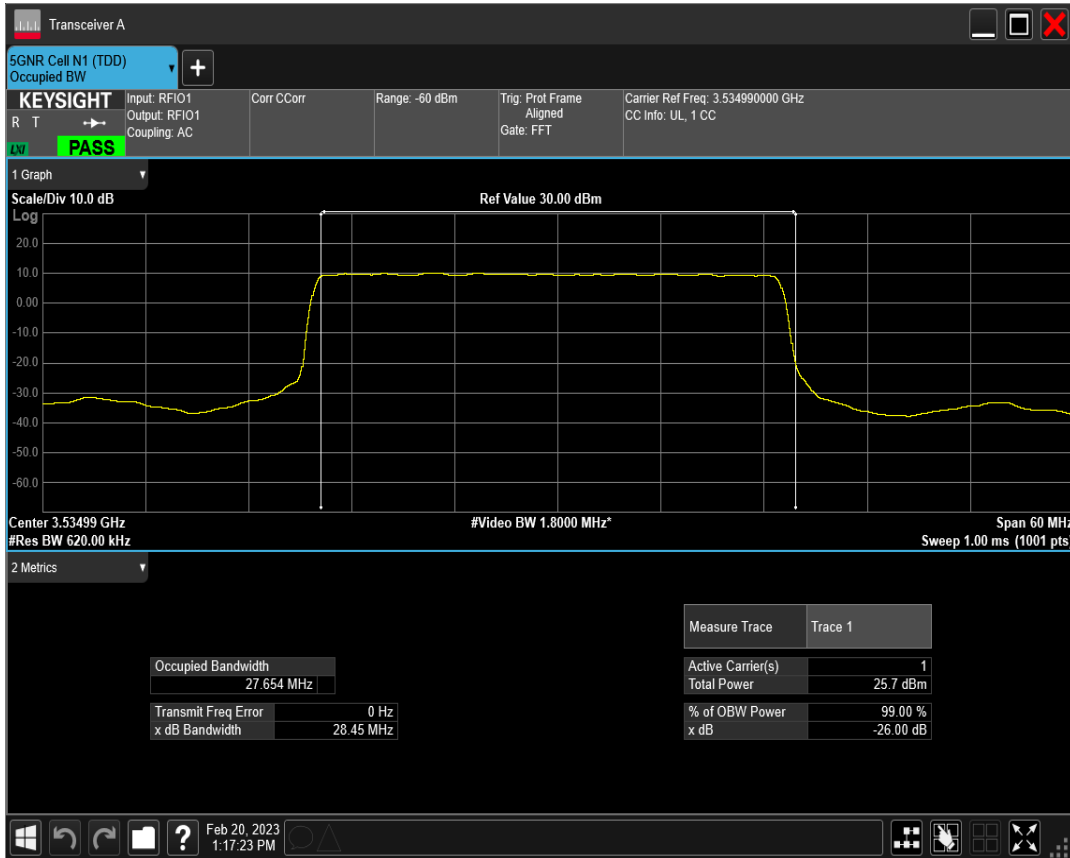 Transceiver A
5GNR Cell N1 (TDD)
Occupied BW
+
KEYSIGHT
R T
LXI
PASS
Input: RFIO1
Output: RFIO1
Coupling: AC
Corr CCorr
Range: -60 dBm
Trig: Prot Frame
Aligned
Gate: FFT
Carrier Ref Freq: 3.534990000 GHz
CC Info: UL, 1 CC
1 Graph
Scale/Div 10.0 dB
Ref Value 30.00 dBm
Log
20.0
10.0
0.00
-10.0
-20.0
-30.0
-40.0
-50.0
-60.0
Center 3.53499 GHz
#Video BW 1.8000 MHz*
Span 60 MHz
#Res BW 620.00 kHz
Sweep 1.00 ms (1001 pts)
2 Metrics
Measure Trace Trace 1
Occupied Bandwidth
27.654 MHz
Active Carrier(s) 1
Total Power 25.7 dBm
Transmit Freq Error 0 Hz
x dB Bandwidth 28.45 MHz
% of OBW Power 99.00 %
x dB -26.00 dB
?
Feb 20, 2023
1:17:23 PM